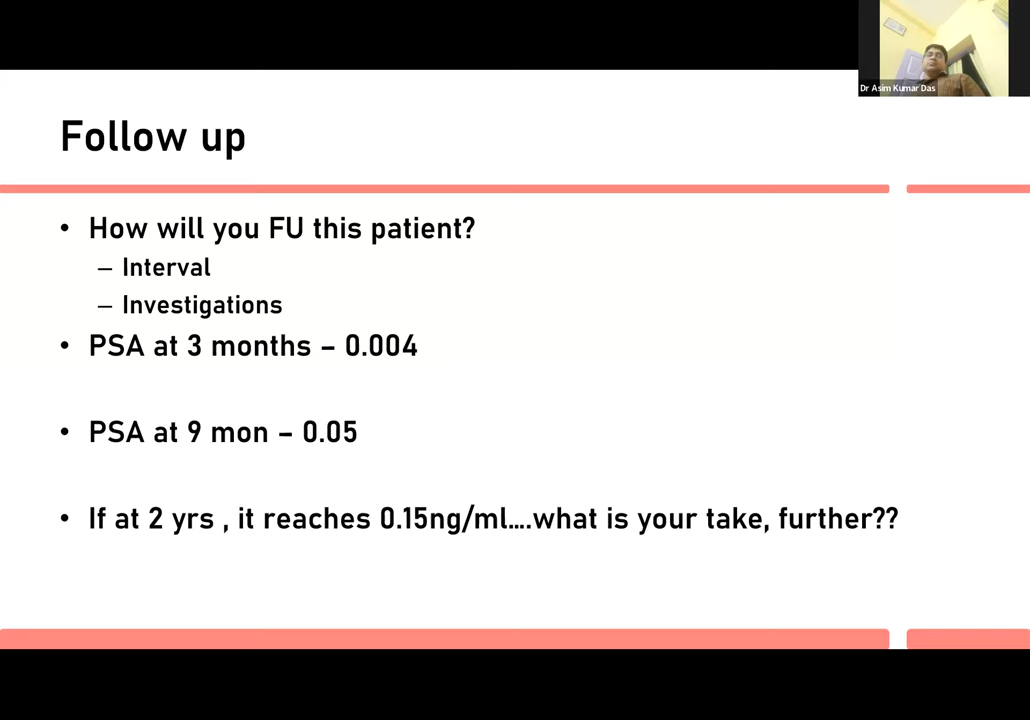 Dr Asim Kumar Das
Follow up
• How will you FU this patient?
– Interval
– Investigations
• PSA at 3 months – 0.004
• PSA at 9 mon – 0.05
• If at 2 yrs , it reaches 0.15ng/ml....what is your take, further??